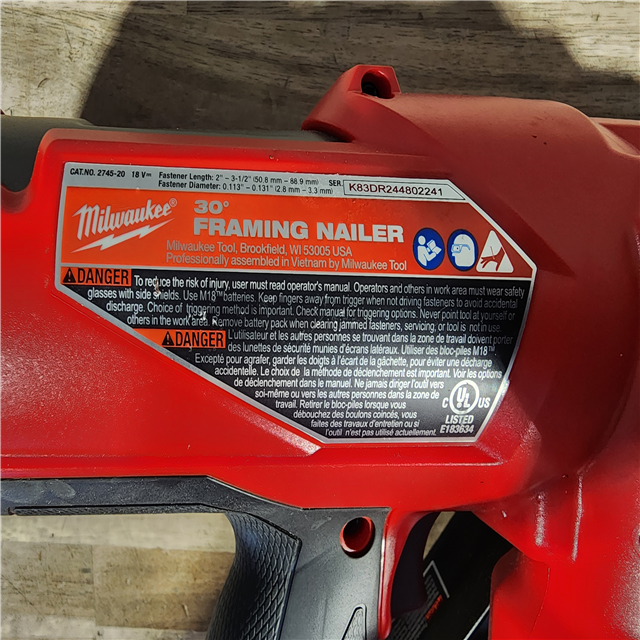 CAT.NO. 2745-20 18 V⎓ Fastener Length: 2" – 3-1/2" (50.8 mm – 88.9 mm)
Fastener Diameter: 0.113" – 0.131" (2.8 mm – 3.3 mm)
SER. K83DR244802241
Milwaukee®
30°
FRAMING NAILER
Milwaukee Tool, Brookfield, WI 53005 USA
Professionally assembled in Vietnam by Milwaukee Tool
DANGER To reduce the risk of injury, user must read operator's manual. Operators and others in work area must wear safety
glasses with side shields. Use M18™ batteries. Keep fingers away from trigger when not driving fasteners to avoid accidental
discharge. Choice of triggering method is important. Check manual for triggering options. Never point tool at yourself or
others in the work area. Remove battery pack when clearing jammed fasteners, servicing, or tool is not in use.
DANGER L'utilisateur et les autres personnes se trouvant dans la zone de travail doivent porter
des lunettes de sécurité munies d'écrans latéraux. Utiliser des bloc-piles M18™.
Excepté pour agrafer, garder les doigts à l'écart de la gâchette, pour éviter une décharge
accidentelle. Le choix de la méthode de déclenchement est important. Voir les options
de déclenchement dans le manuel. Ne jamais diriger l'outil vers
soi-même ou vers les autres personnes dans la zone de
travail. Retirer le bloc-piles lorsque vous
débouchez des boulons coincés, vous
faites des travaux d'entretien ou si
l'outil n'est pas utilisé actuellement.
C UL US
LISTED
E183634